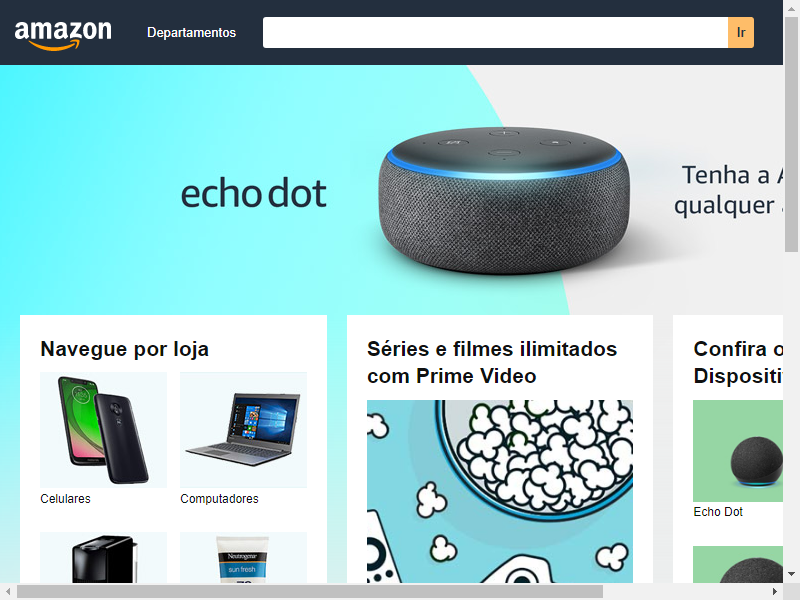 amazon
Departamentos
Ir
echo dot
Tenha a
qualquer
Navegue por loja
Séries e filmes ilimitados
com Prime Video
Confira
Celulares
Computadores
Echo Dot
Neutrogena
sun fresh